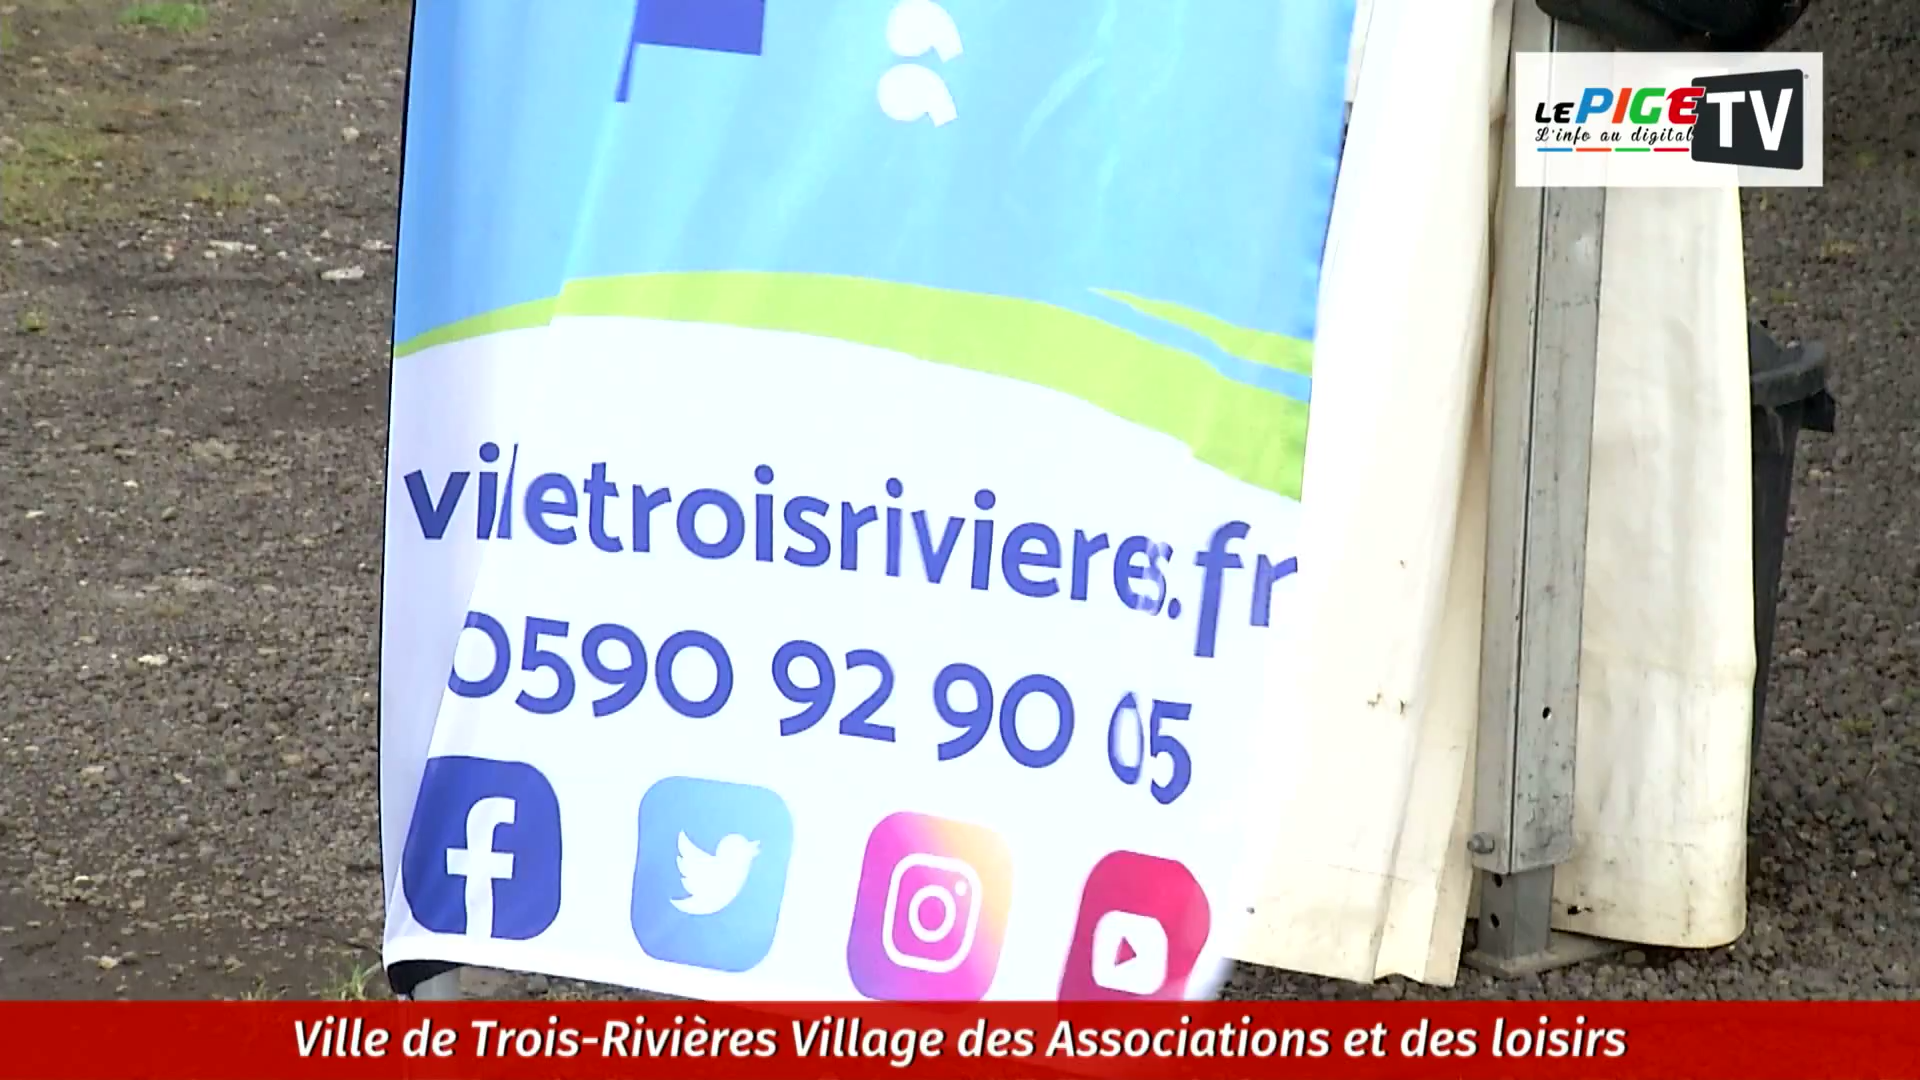 LE PIGE TV
L'info au digital
viletroisrivieres.fr
0590 92 90 05
Ville de Trois-Rivières Village des Associations et des loisirs